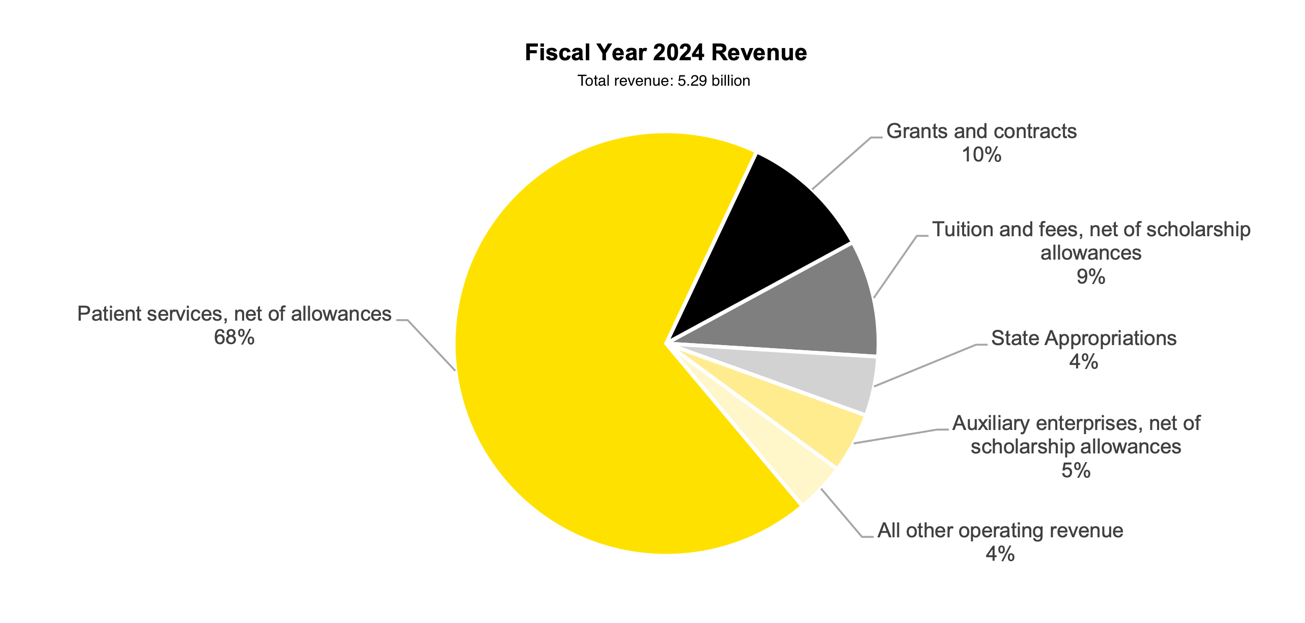 Fiscal Year 2024 Revenue
Total revenue: 5.29 billion
Grants and contracts
10%
Tuition and fees, net of scholarship
allowances
9%
Patient services, net of allowances
68%
State Appropriations
4%
Auxiliary enterprises, net of
scholarship allowances
5%
All other operating revenue
4%